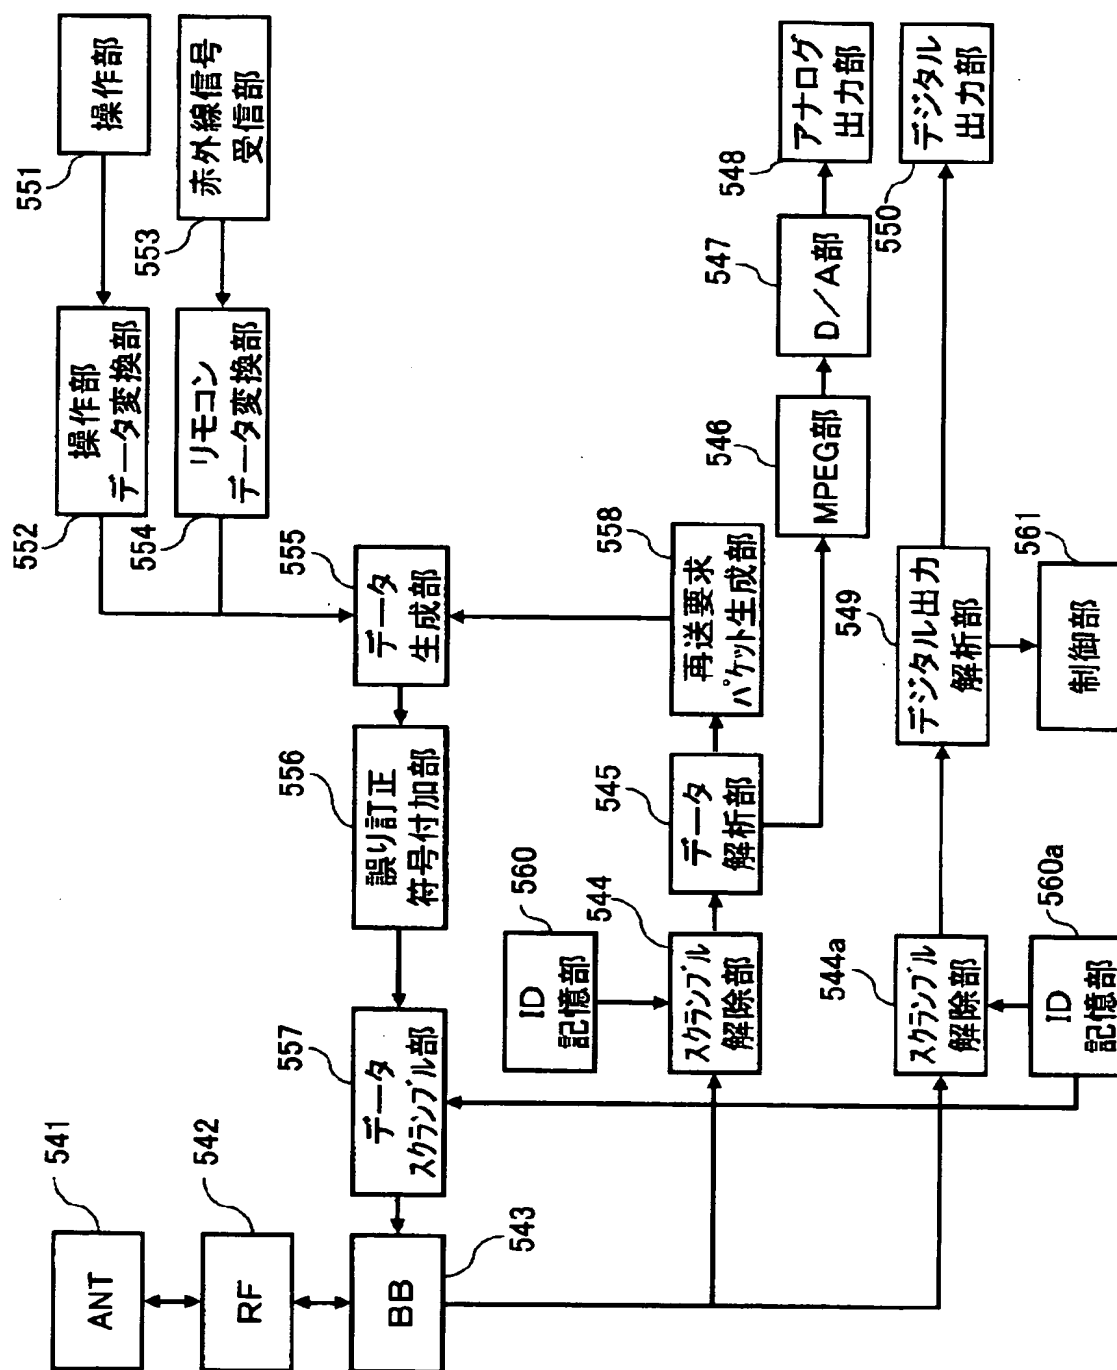 541
ANT
542
RF
543
BB
557
データ
スクランブル部
556
誤り訂正
符号付加部
555
データ
生成部
552
操作部
データ変換部
551
操作部
554
リモコン
データ変換部
553
赤外線信号
受信部
560
ID
記憶部
544
スクランブル
解除部
545
データ
解析部
558
再送要求
パケット生成部
546
MPEG部
547
D/A部
548
アナログ
出力部
544a
スクランブル
解除部
560a
ID
記憶部
549
デジタル出力
解析部
561
制御部
550
デジタル
出力部